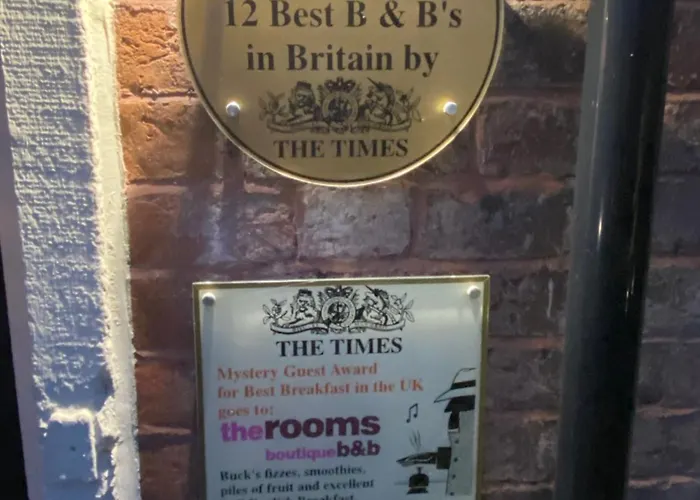 12 Best B & B's
in Britain by
THE TIMES
THE TIMES
Mystery Guest Award
for Best Breakfast in the UK
goes to:
therooms
boutiqueb&b
Buck's fizzes, smoothies,
piles of fruit and excellent
Breakfast